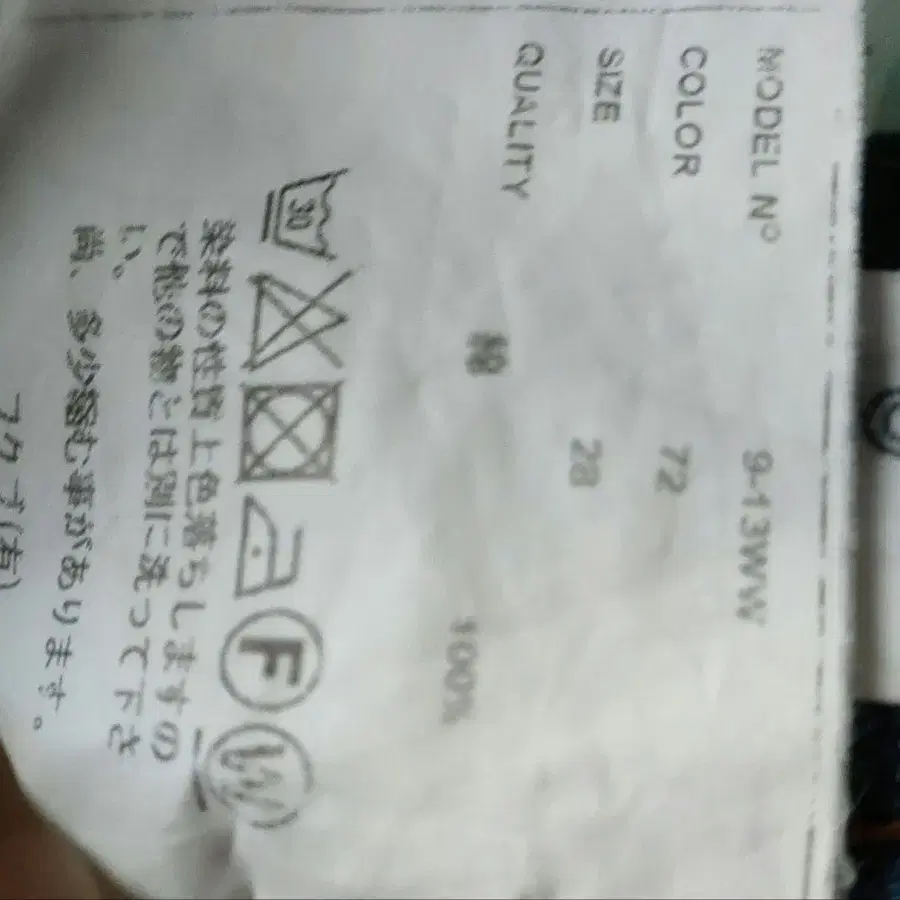 MODEL Nº 9-13WW
COLOR 72
SIZE 28
QUALITY
綿 100%
30
F W
染料の性質上色落ちしますの
で他の物とは別に洗って下さ
い。
尚、多少縮む事があります。